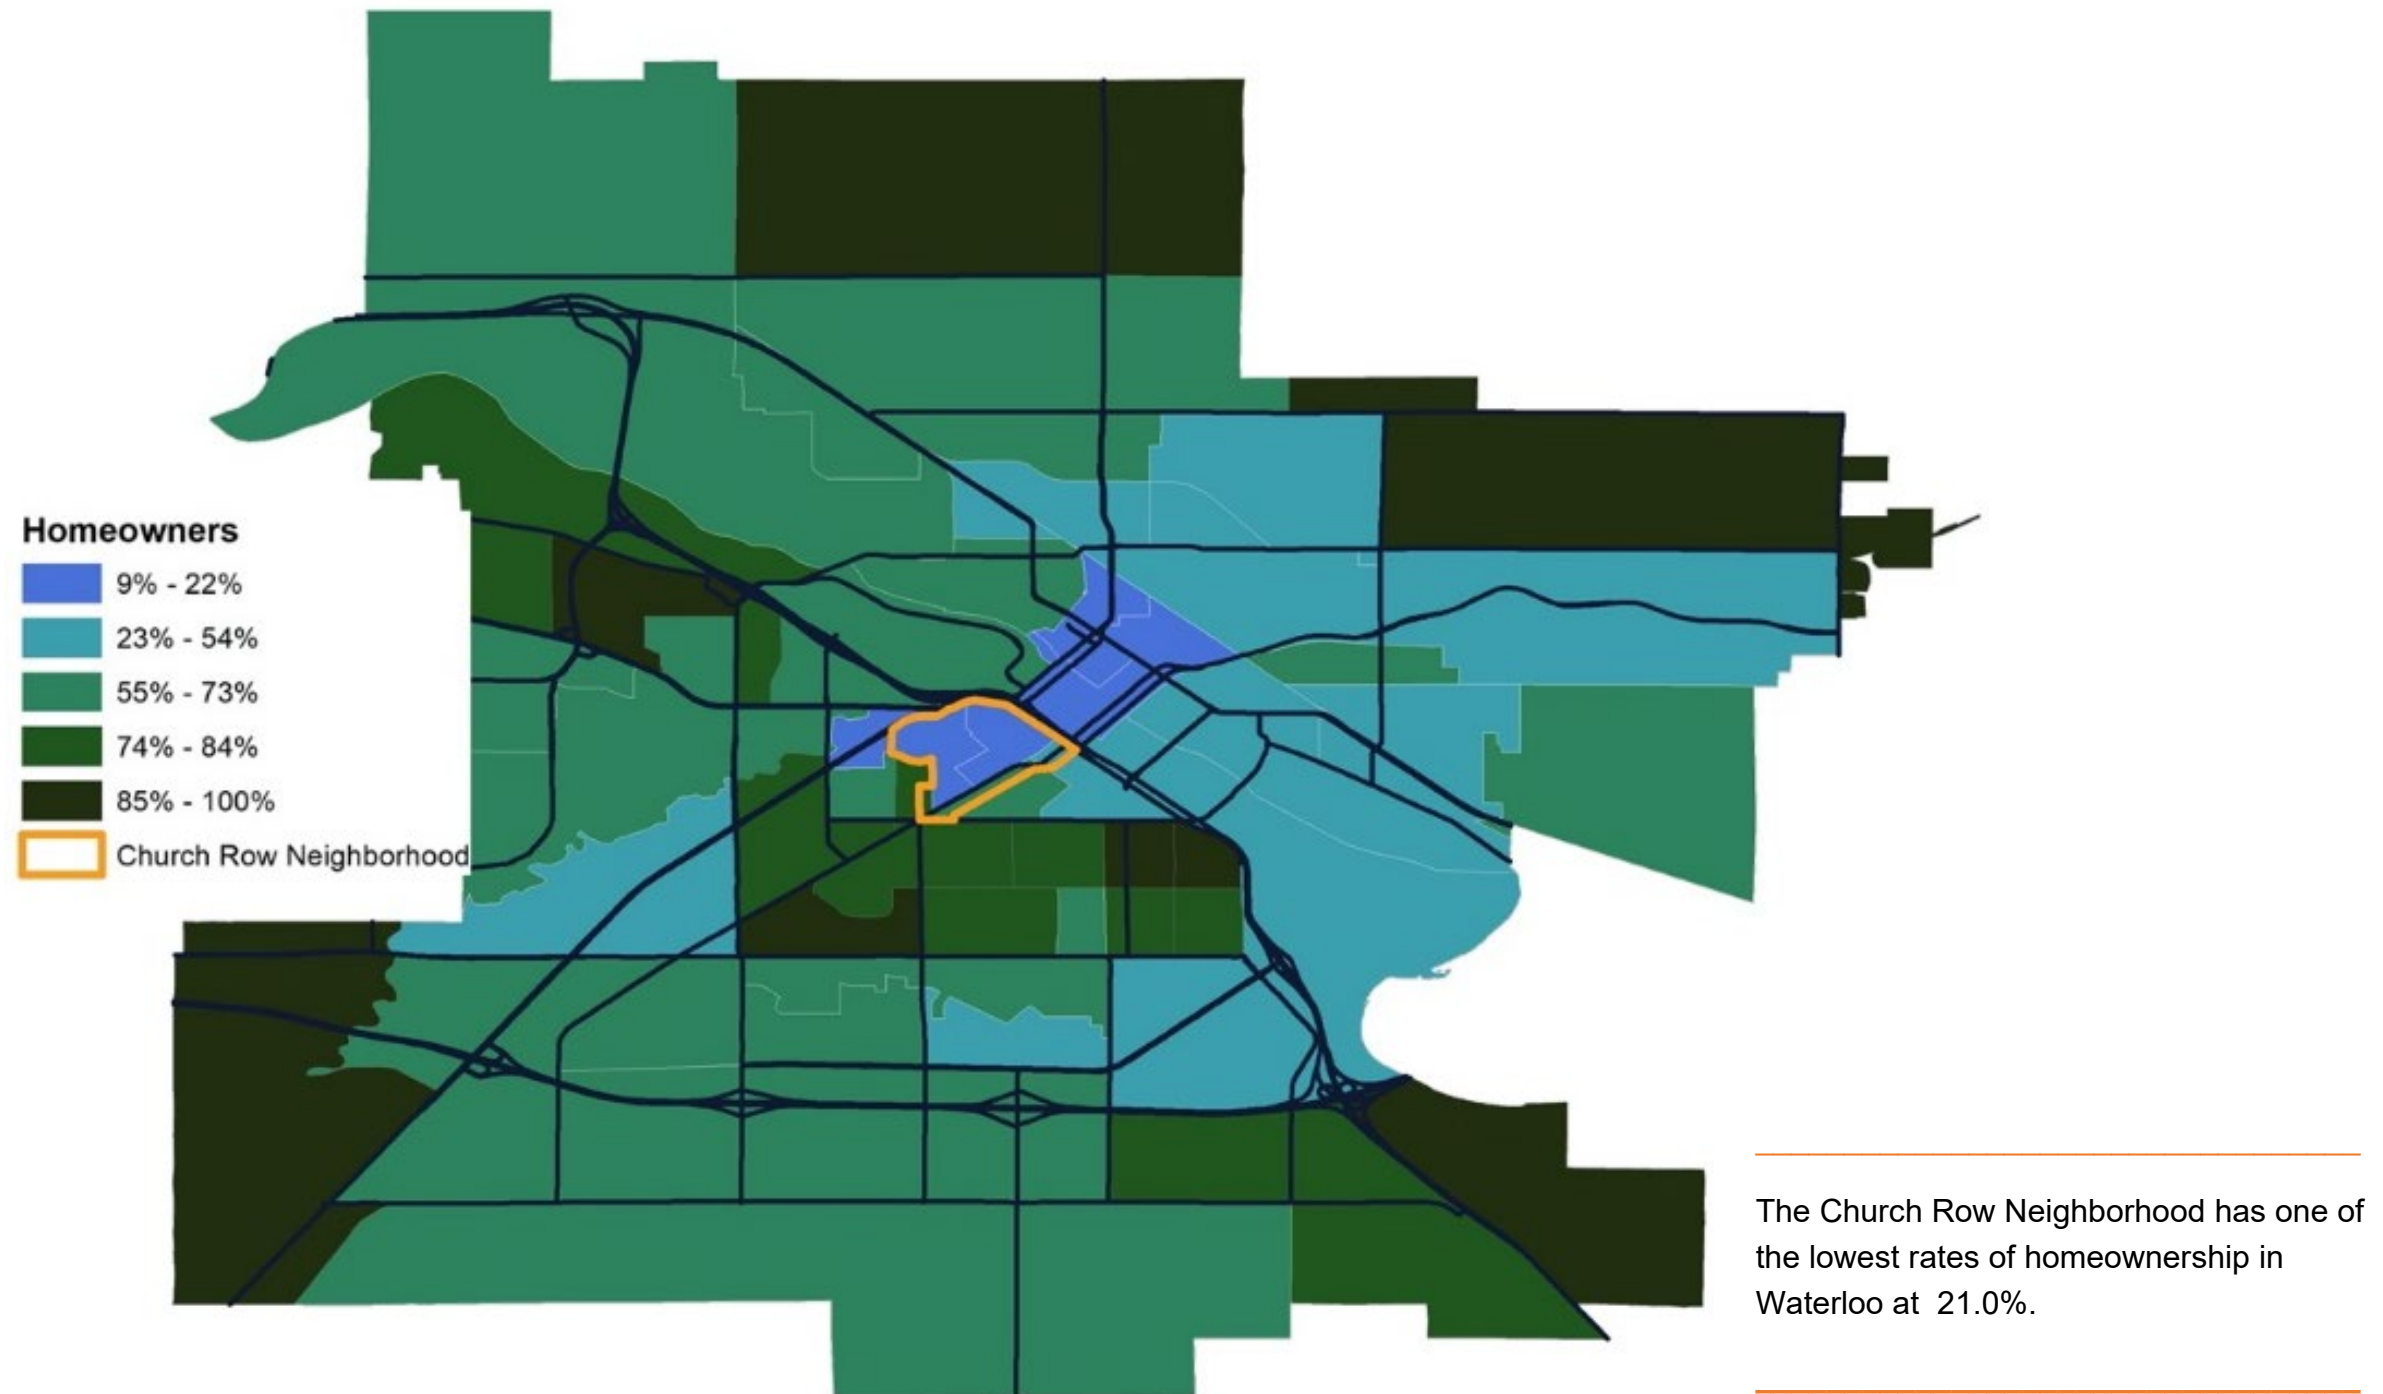 Homeowners
9% - 22%
23% - 54%
55% - 73%
74% - 84%
85% - 100%
Church Row Neighborhood
The Church Row Neighborhood has one of
the lowest rates of homeownership in
Waterloo at  21.0%.